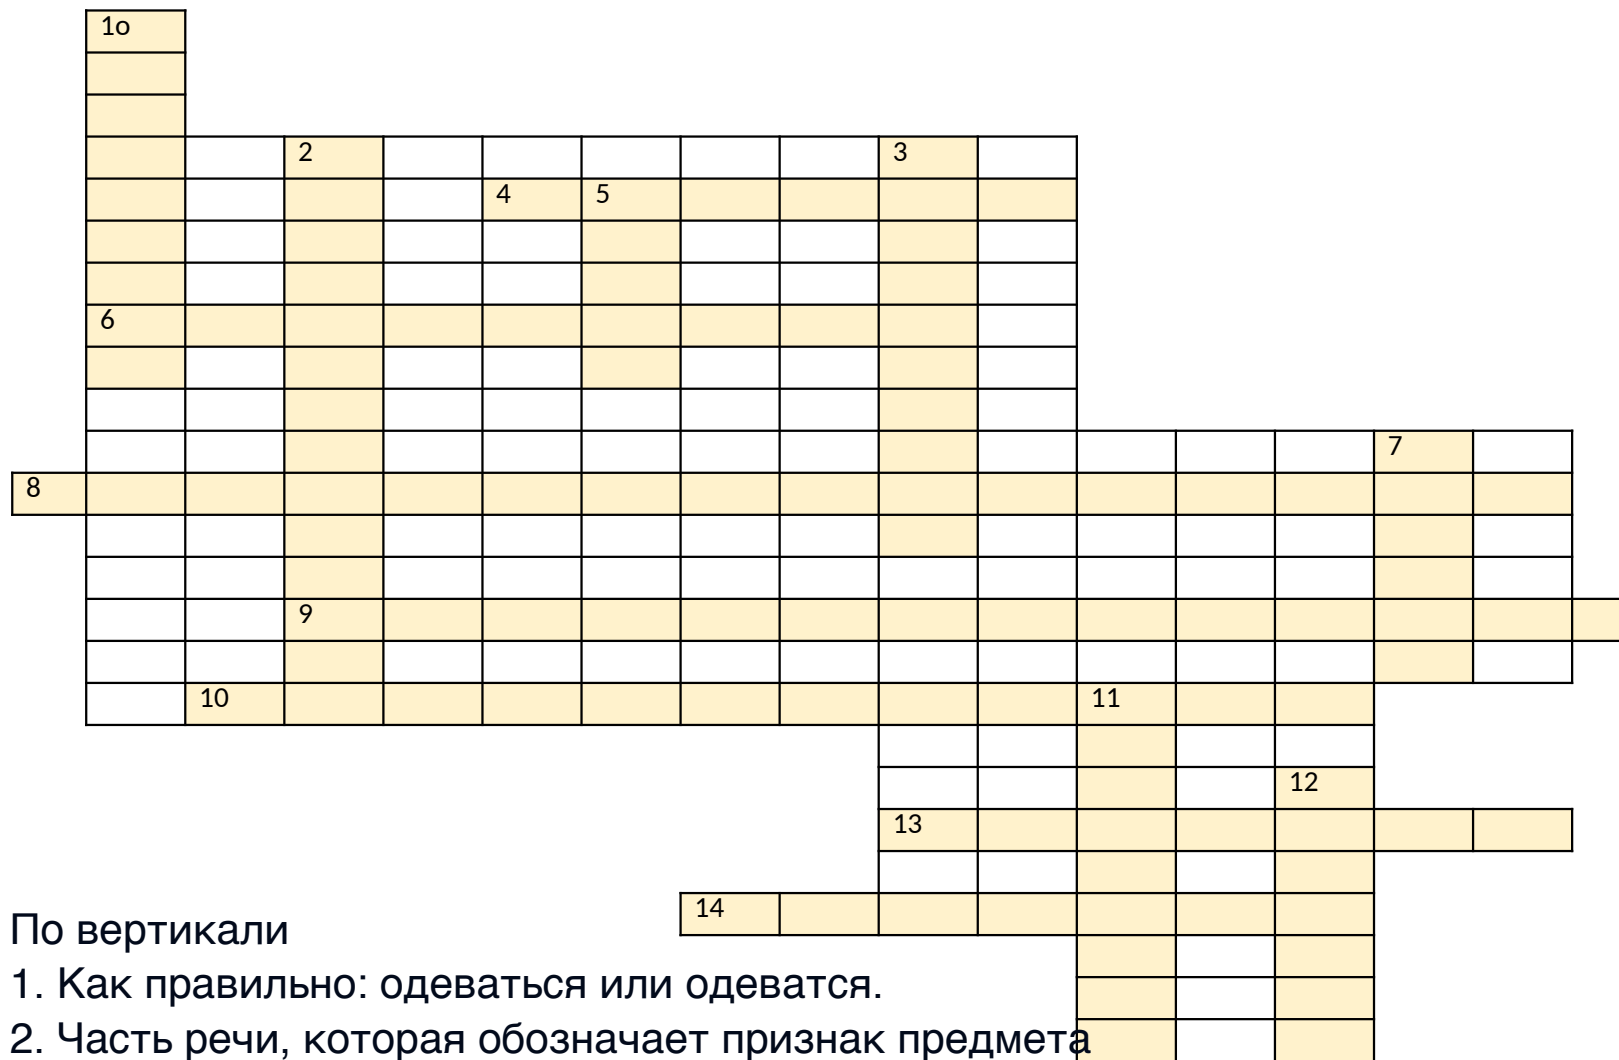 1о
2 3
4 5
6
7
8
9
10 11
12
13
14
По вертикали
1. Как правильно: одеваться или одеватся.
2. Часть речи, которая обозначает признак предмета